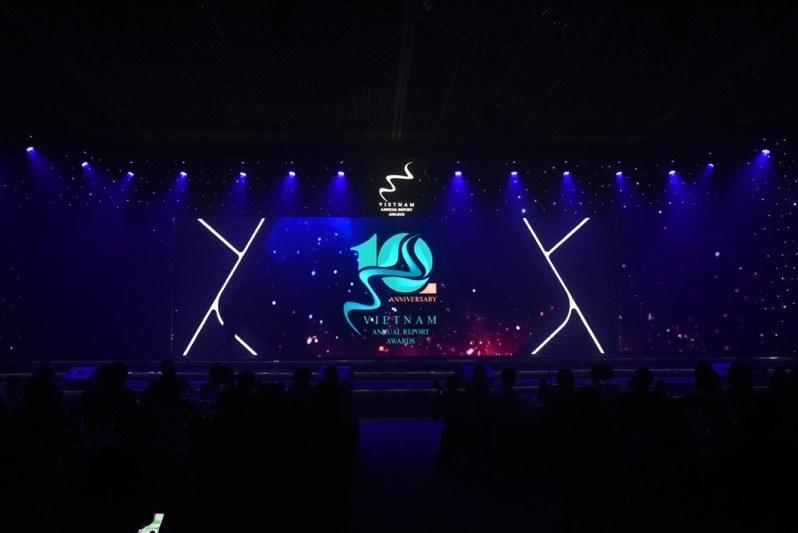 VIETNAM
ANNUAL REPORT
AWARDS
10
ANNIVERSARY
VIETNAM
ANNUAL REPORT
AWARDS